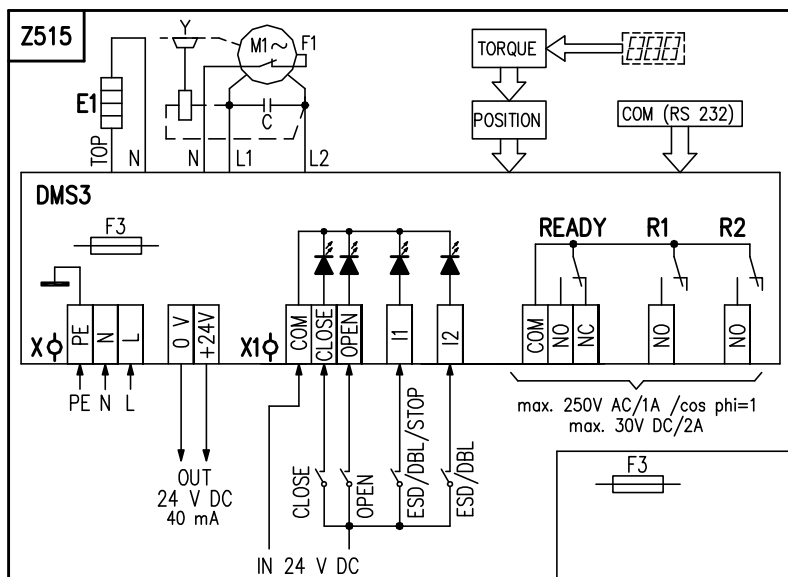 Z515
Y
M1 ~
F1
TORQUE
888
E1
C
POSITION
COM (RS 232)
TOP
N
N
L1
L2
DMS3
F3
READY
R1
R2
X
PE
N
L
0 V
+24V
X1
COM
CLOSE
OPEN
I1
I2
COM
NO
NC
NO
NO
PE N L
max. 250V AC/1A /cos phi=1
max. 30V DC/2A
CLOSE
OPEN
ESD/DBL/STOP
ESD/DBL
OUT
24 V DC
40 mA
F3
IN 24 V DC